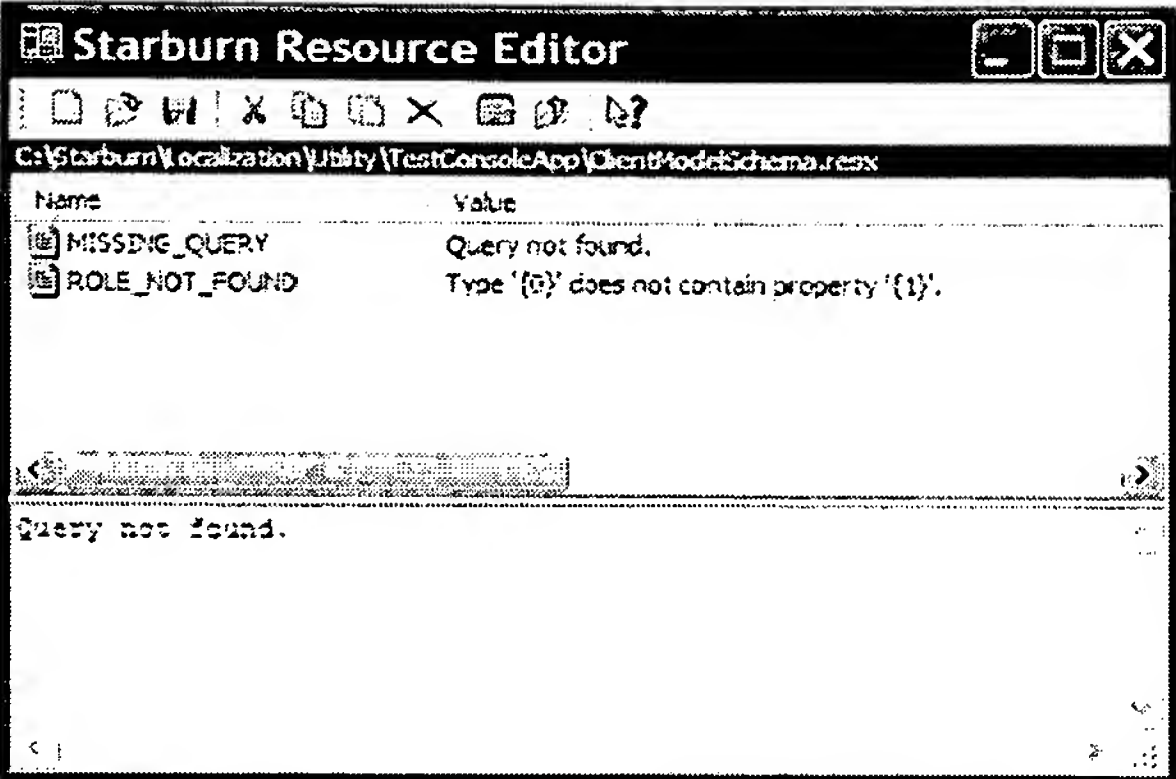 Starburn Resource Editor
C:\Starburn\Localization\Utility\TestConsoleApp\ClientModelSchema.resx
Name Value
MISSING_QUERY Query not found.
ROLE_NOT_FOUND Type '{0}' does not contain property '{1}'.
Query not found.